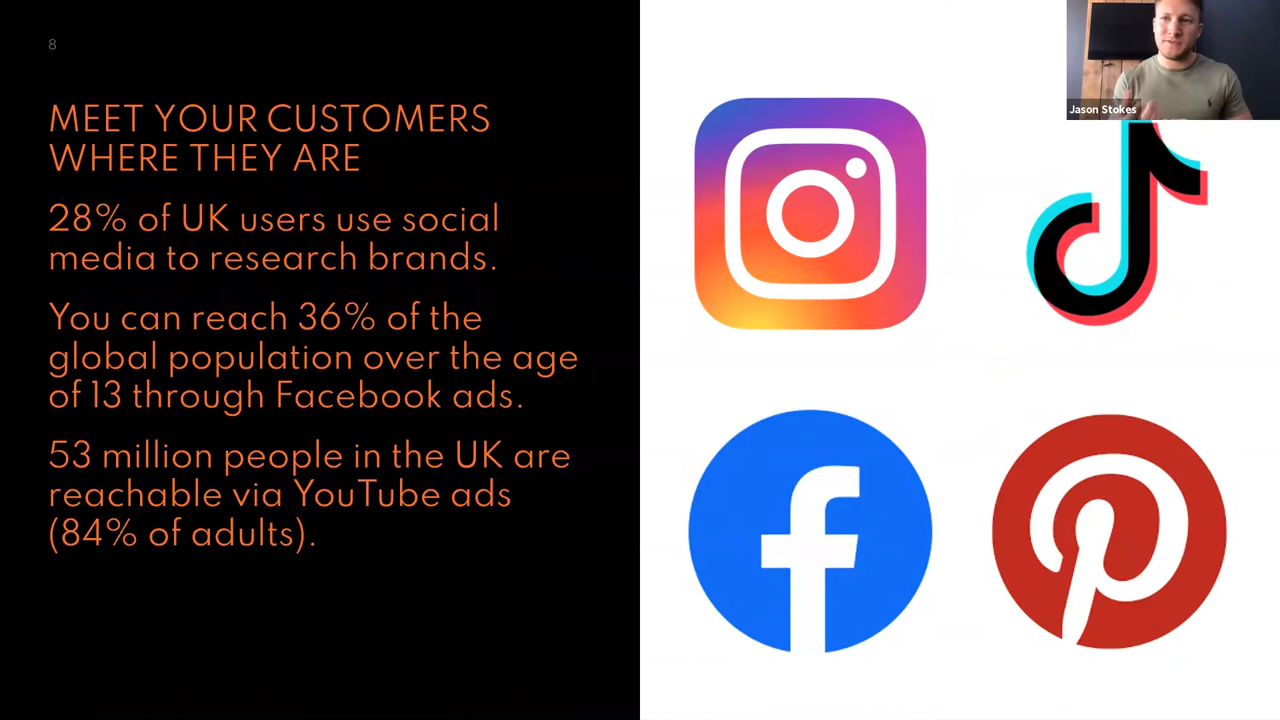 8
MEET YOUR CUSTOMERS
WHERE THEY ARE
28% of UK users use social
media to research brands.
You can reach 36% of the
global population over the age
of 13 through Facebook ads.
53 million people in the UK are
reachable via YouTube ads
(84% of adults).
Jason Stokes